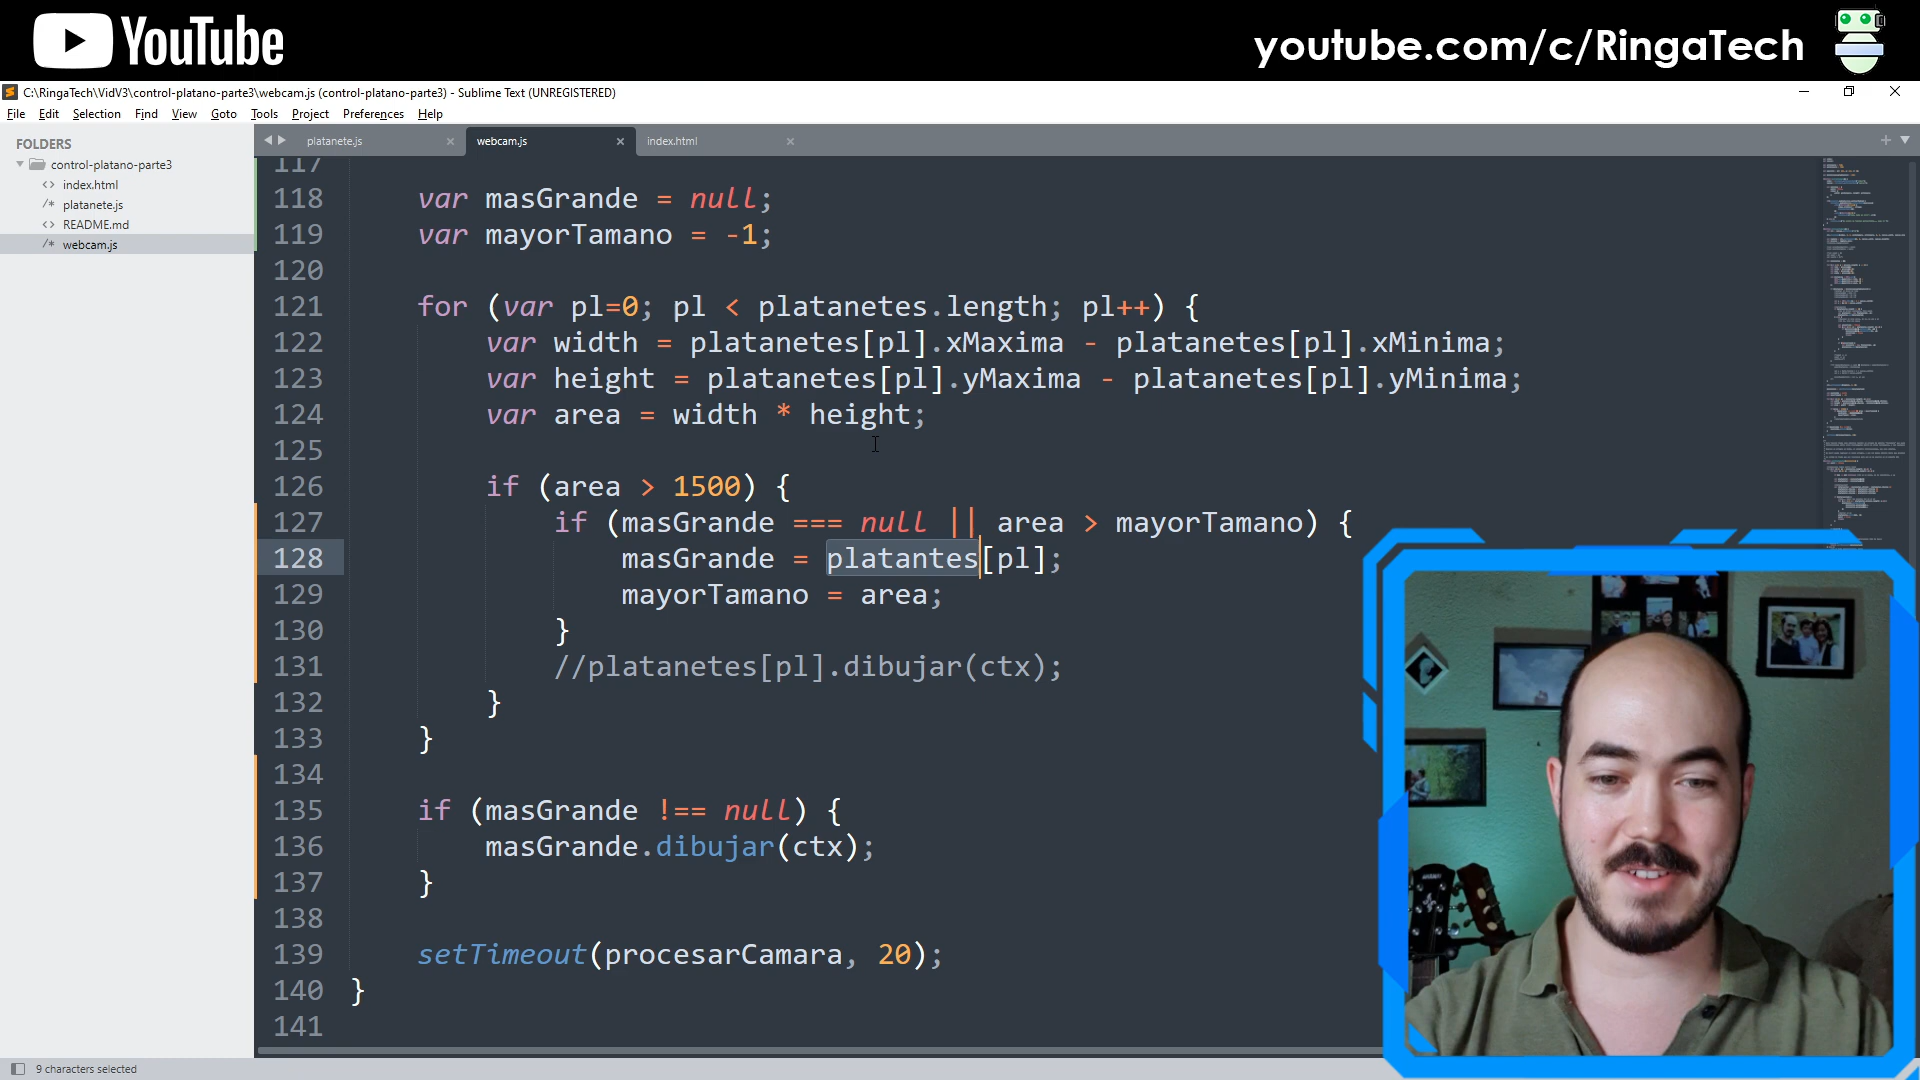 YouTube
youtube.com/c/RingaTech
C:\RingaTech\VidV3\control-platano-parte3\webcam.js (control-platano-parte3) - Sublime Text (UNREGISTERED)
File Edit Selection Find View Goto Tools Project Preferences Help
FOLDERS
control-platano-parte3
<> index.html
/* platanete.js
<> README.md
/* webcam.js
platanete.js
webcam.js
index.html
117
118 var masGrande = null;
119 var mayorTamano = -1;
120
121 for (var pl=0; pl < platanetes.length; pl++) {
122 var width = platanetes[pl].xMaxima - platanetes[pl].xMinima;
123 var height = platanetes[pl].yMaxima - platanetes[pl].yMinima;
124 var area = width * height;
125
126 if (area > 1500) {
127 if (masGrande === null || area > mayorTamano) {
128 masGrande = platantes[pl];
129 mayorTamano = area;
130 }
131 //platanetes[pl].dibujar(ctx);
132 }
133 }
134
135 if (masGrande !== null) {
136 masGrande.dibujar(ctx);
137 }
138
139 setTimeout(procesarCamara, 20);
140 }
141
9 characters selected